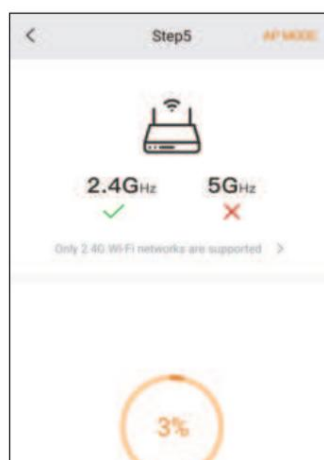 Step5 AP MODE
2.4GHz 5GHz
Only 2.4G Wi-Fi networks are supported
3%